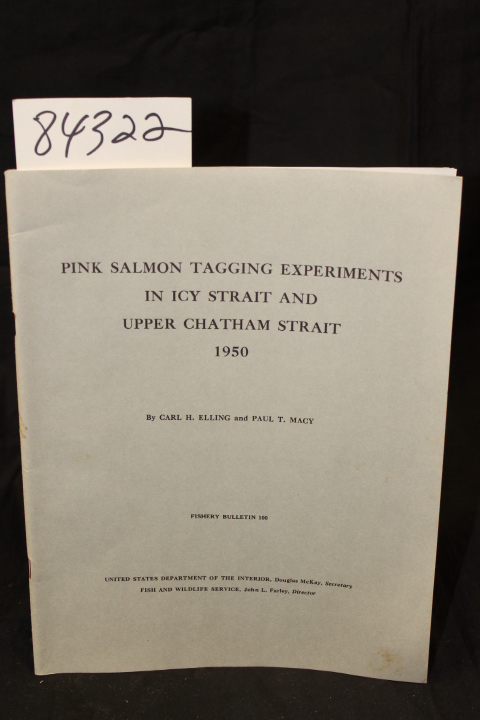 84322
PINK SALMON TAGGING EXPERIMENTS
IN ICY STRAIT AND
UPPER CHATHAM STRAIT
1950
By CARL H. ELLING and PAUL T. MACY
FISHERY BULLETIN 100
UNITED STATES DEPARTMENT OF THE INTERIOR, Douglas McKay, Secretary
FISH AND WILDLIFE SERVICE, John L. Farley, Director